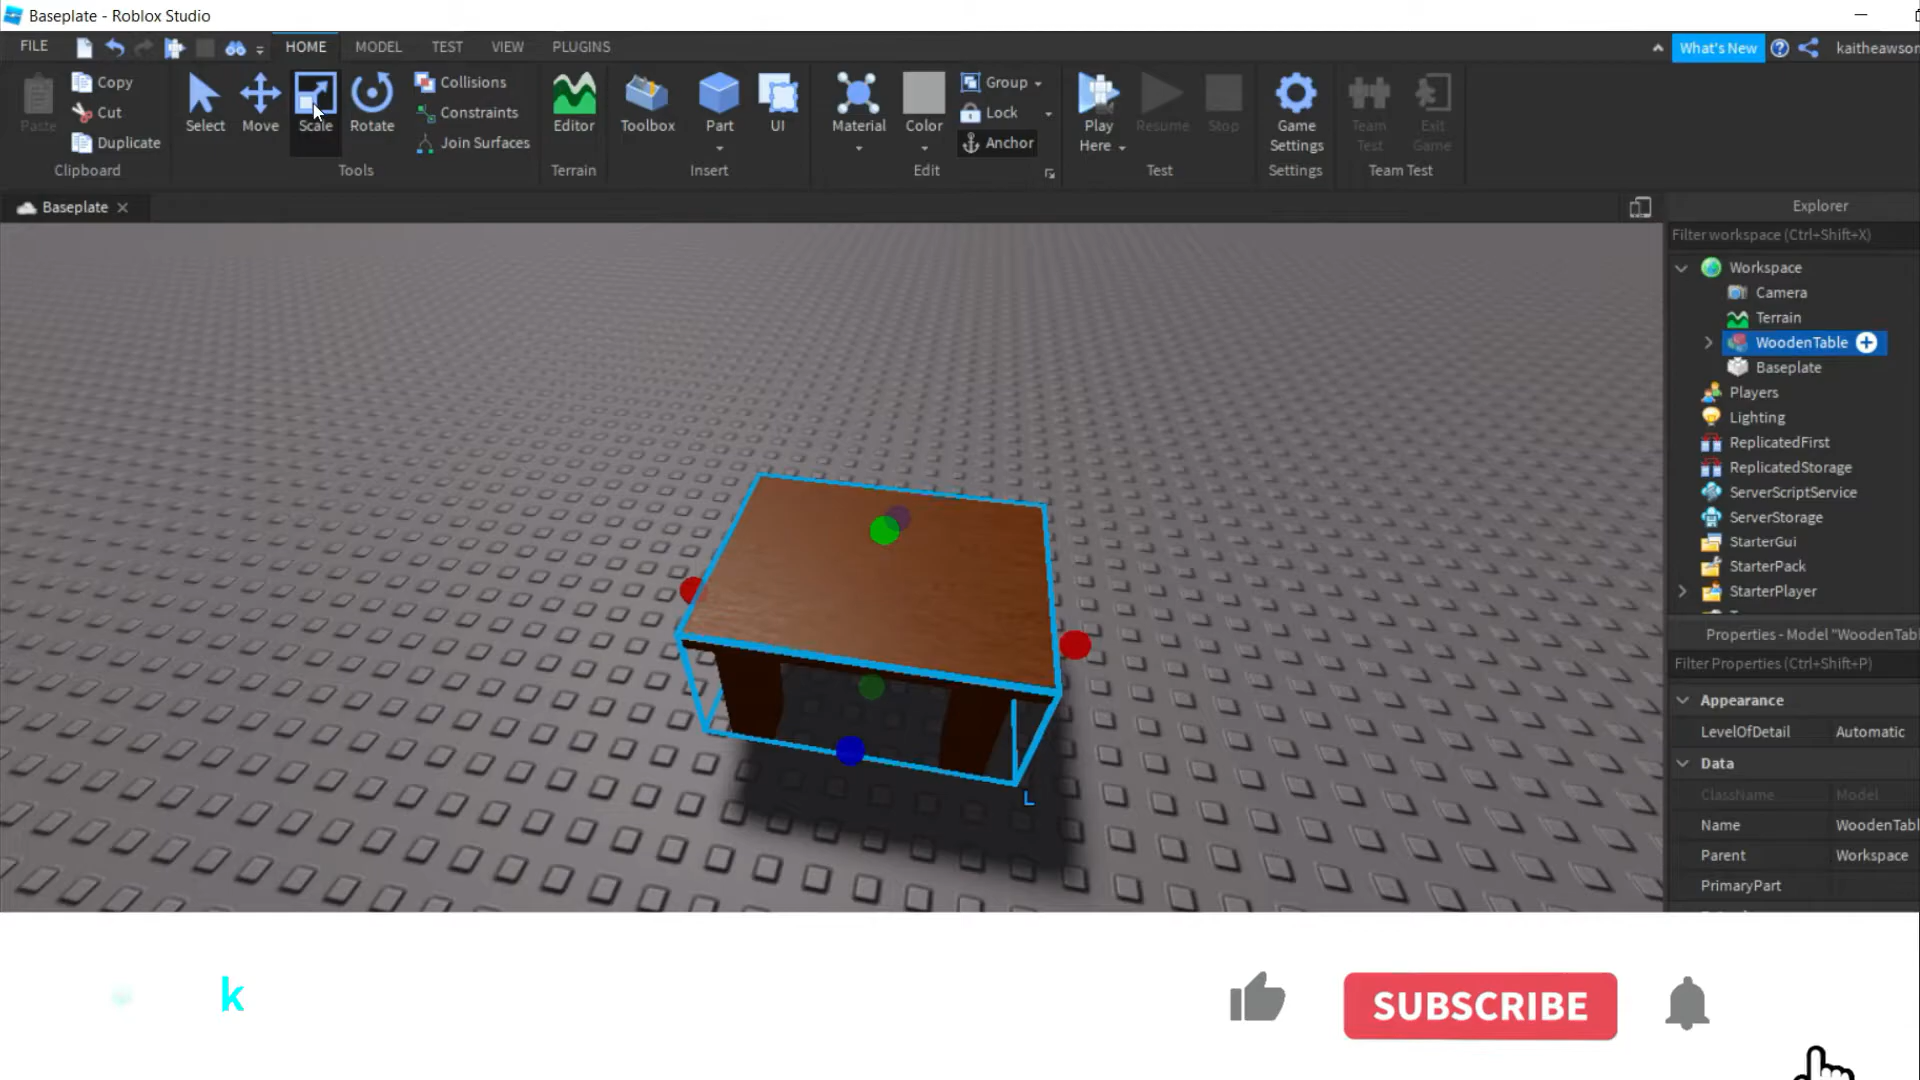 Baseplate - Roblox Studio
FILE HOME MODEL TEST VIEW PLUGINS What's New kaitheawson
Paste Copy Cut Duplicate
Clipboard
Select Move Scale Rotate Collisions Constraints Join Surfaces
Tools
Editor
Terrain
Toolbox Part UI
Insert
Material Color Group Lock Anchor
Edit
Play Here Resume Stop
Test
Game Settings
Settings
Team Test Exit Game
Team Test
Baseplate
Explorer
Filter workspace (Ctrl+Shift+X)
Workspace
Camera
Terrain
WoodenTable
Baseplate
Players
Lighting
ReplicatedFirst
ReplicatedStorage
ServerScriptService
ServerStorage
StarterGui
StarterPack
StarterPlayer
Properties - Model "WoodenTabl
Filter Properties (Ctrl+Shift+P)
Appearance
LevelOfDetail Automatic
Data
ClassName Model
Name WoodenTabl
Parent Workspace
PrimaryPart
L
k
SUBSCRIBE